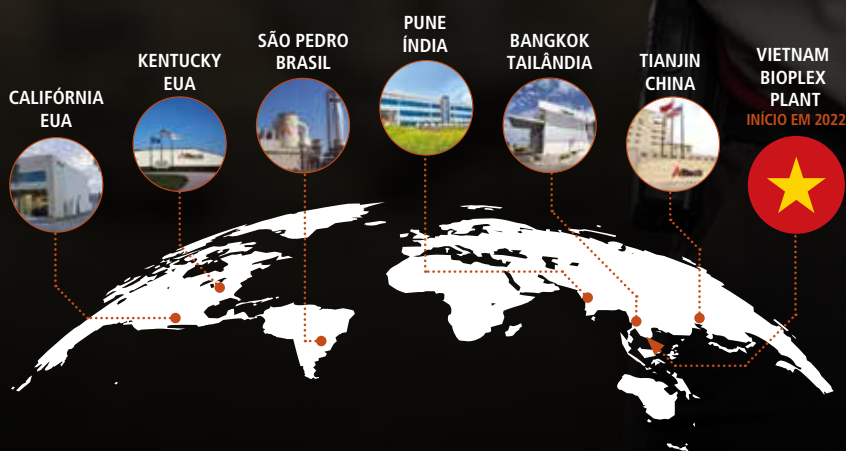 CALIFÓRNIA
EUA
KENTUCKY
EUA
SÃO PEDRO
BRASIL
PUNE
ÍNDIA
BANGKOK
TAILÂNDIA
TIANJIN
CHINA
VIETNAM
BIOPLEX
PLANT
INÍCIO EM 2022